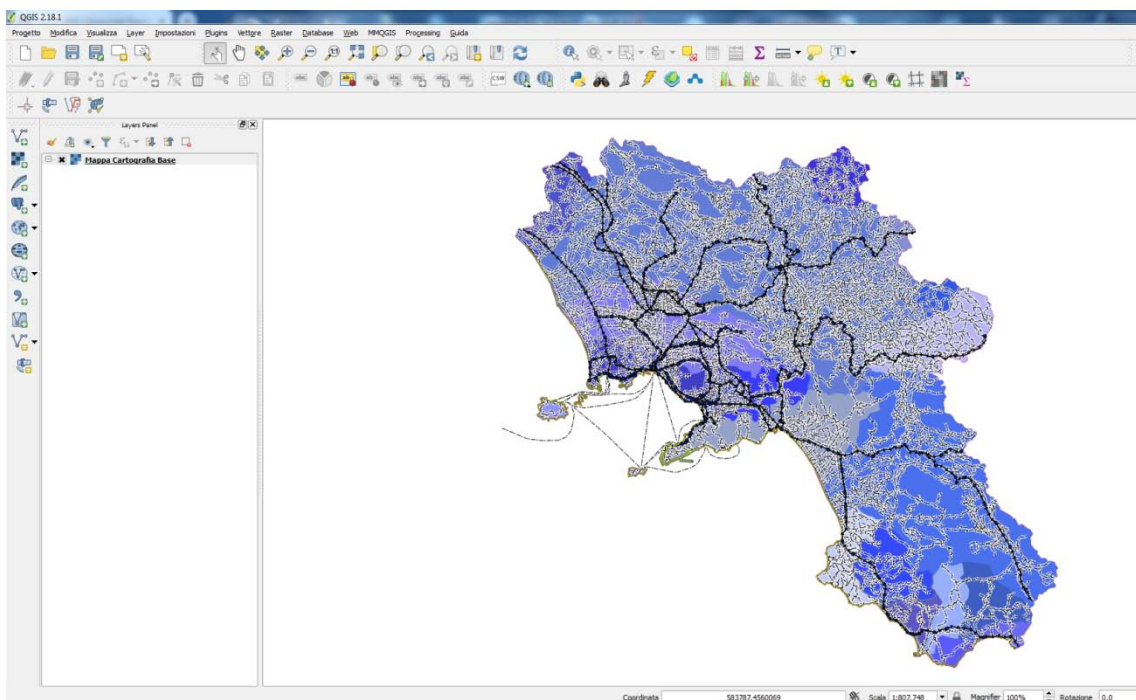 QGIS 2.18.1
Progetto Modifica Visualizza Layer Impostazioni Plugins Vettore Raster Database Web MMQGIS Processing Guida
CSW
Layers Panel
Mappa Cartografia Base
Coordinata 583787,4560069 Scala 1:807.748 Magnifier 100% Rotazione 0,0